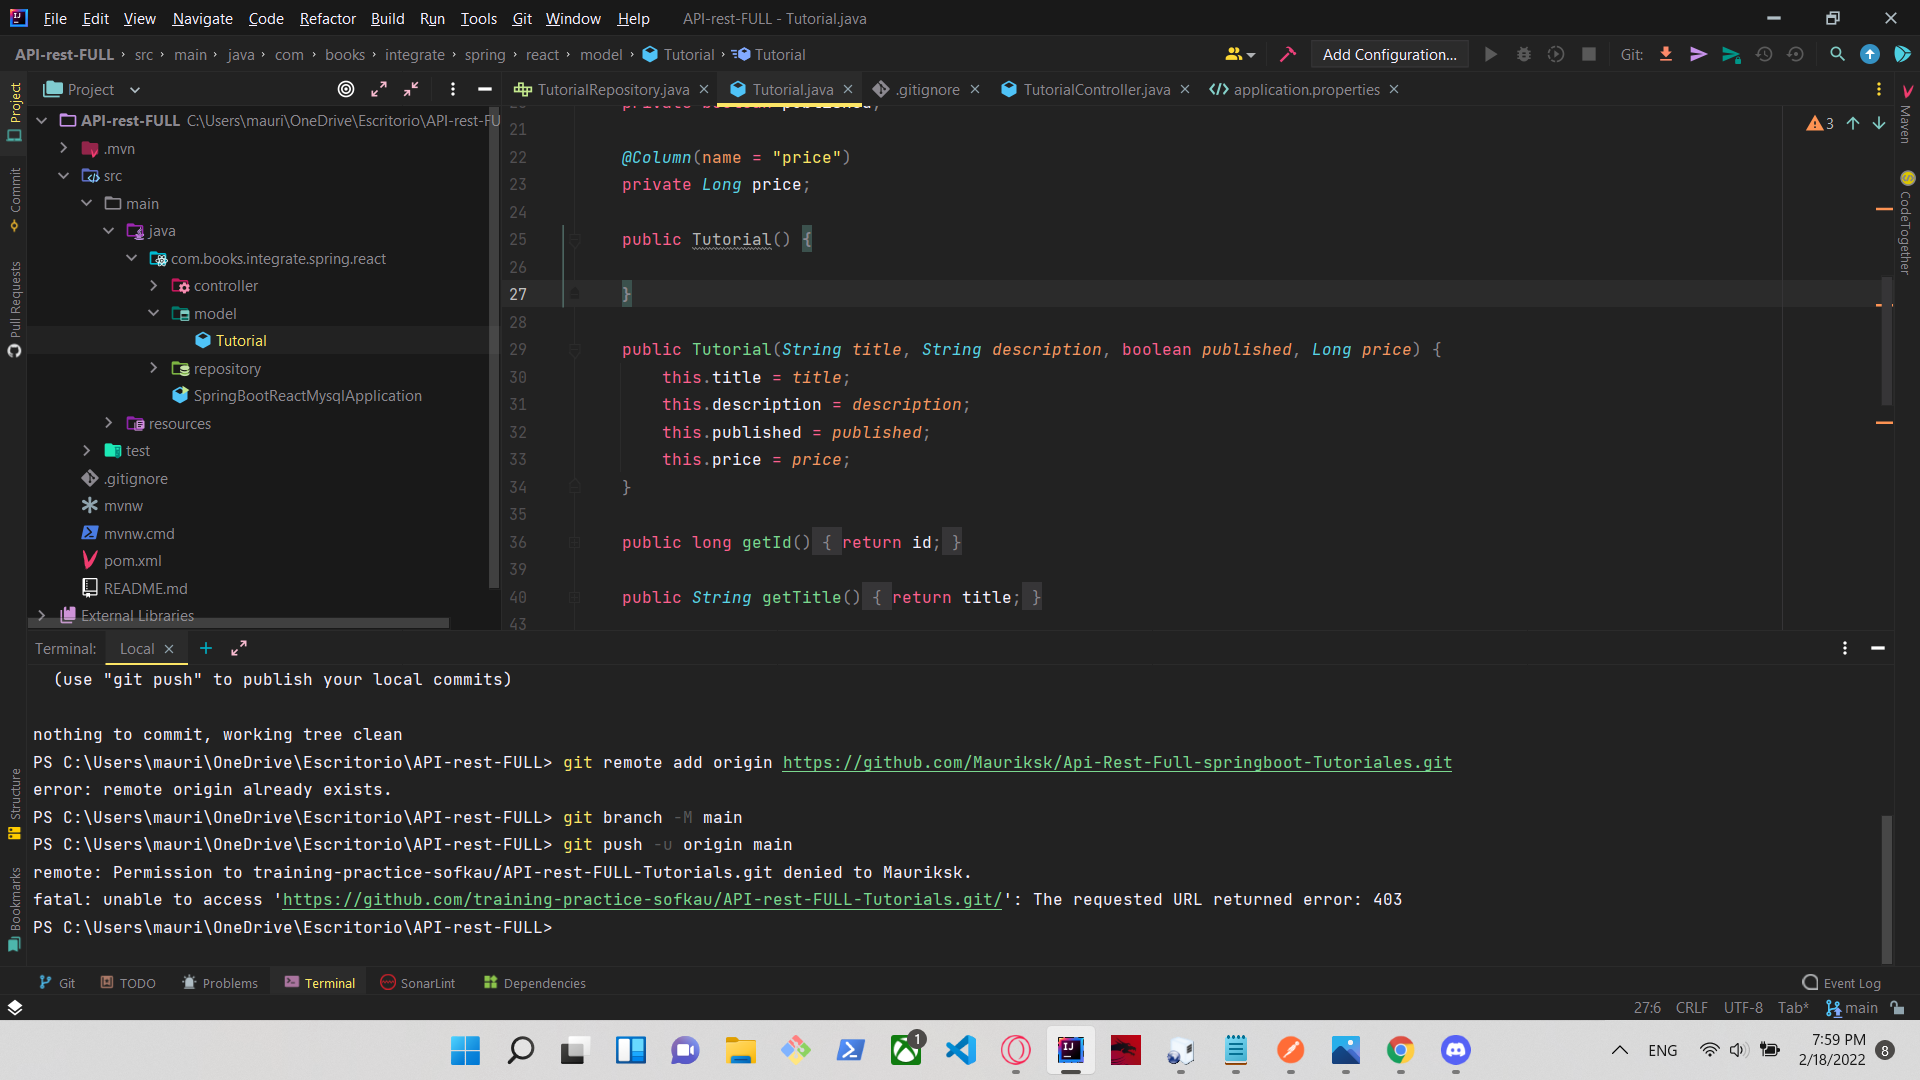 File Edit View Navigate Code Refactor Build Run Tools Git Window Help API-rest-FULL - Tutorial.java
API-rest-FULL › src › main › java › com › books › integrate › spring › react › model › Tutorial › Tutorial
Add Configuration... Git:
Project
TutorialRepository.java Tutorial.java .gitignore TutorialController.java application.properties
API-rest-FULL C:\Users\mauri\OneDrive\Escritorio\API-rest-FU
.mvn
src
main
java
com.books.integrate.spring.react
controller
model
Tutorial
repository
SpringBootReactMysqlApplication
resources
test
.gitignore
mvnw
mvnw.cmd
pom.xml
README.md
External Libraries
Project
Commit
Pull Requests
Structure
Bookmarks
Maven
CodeTogether
3
20 private boolean published;
21
22 @Column(name = "price")
23 private Long price;
24
25 public Tutorial() {
26
27 }
28
29 public Tutorial(String title, String description, boolean published, Long price) {
30 this.title = title;
31 this.description = description;
32 this.published = published;
33 this.price = price;
34 }
35
36 public long getId() { return id; }
39
40 public String getTitle() { return title; }
43
Terminal: Local
(use "git push" to publish your local commits)
nothing to commit, working tree clean
PS C:\Users\mauri\OneDrive\Escritorio\API-rest-FULL> git remote add origin https://github.com/Mauriksk/Api-Rest-Full-springboot-Tutoriales.git
error: remote origin already exists.
PS C:\Users\mauri\OneDrive\Escritorio\API-rest-FULL> git branch -M main
PS C:\Users\mauri\OneDrive\Escritorio\API-rest-FULL> git push -u origin main
remote: Permission to training-practice-sofkau/API-rest-FULL-Tutorials.git denied to Mauriksk.
fatal: unable to access 'https://github.com/training-practice-sofkau/API-rest-FULL-Tutorials.git/': The requested URL returned error: 403
PS C:\Users\mauri\OneDrive\Escritorio\API-rest-FULL>
Git TODO Problems Terminal SonarLint Dependencies Event Log
27:6 CRLF UTF-8 Tab* main
1
ENG
7:59 PM
2/18/2022
8